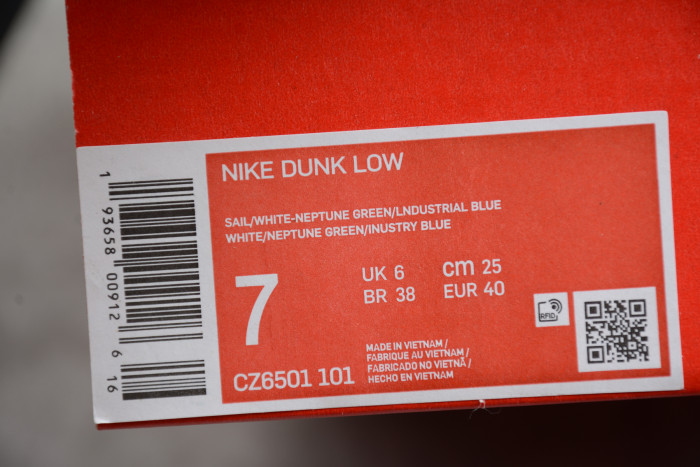 NIKE DUNK LOW
SAIL/WHITE-NEPTUNE GREEN/LNDUSTRIAL BLUE
WHITE/NEPTUNE GREEN/INUSTRY BLUE
7
UK 6 cm 25
BR 38 EUR 40
RFID
MADE IN VIETNAM /
FABRIQUE AU VIETNAM /
FABRICADO NO VIETNÃ /
HECHO EN VIETNAM
CZ6501 101
1 93658 00912 6 16